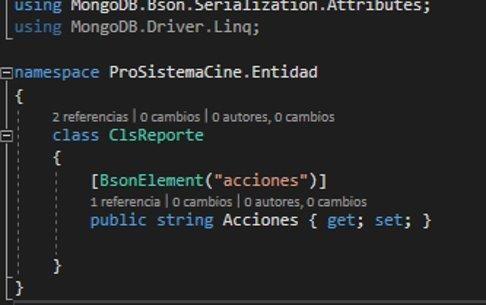 using MongoDB.Bson.Serialization.Attributes;
using MongoDB.Driver.Linq;
namespace ProSistemaCine.Entidad
{
2 referencias | 0 cambios | 0 autores, 0 cambios
class ClsReporte
{
[BsonElement("acciones")]
1 referencia | 0 cambios | 0 autores, 0 cambios
public string Acciones { get; set; }
}
}